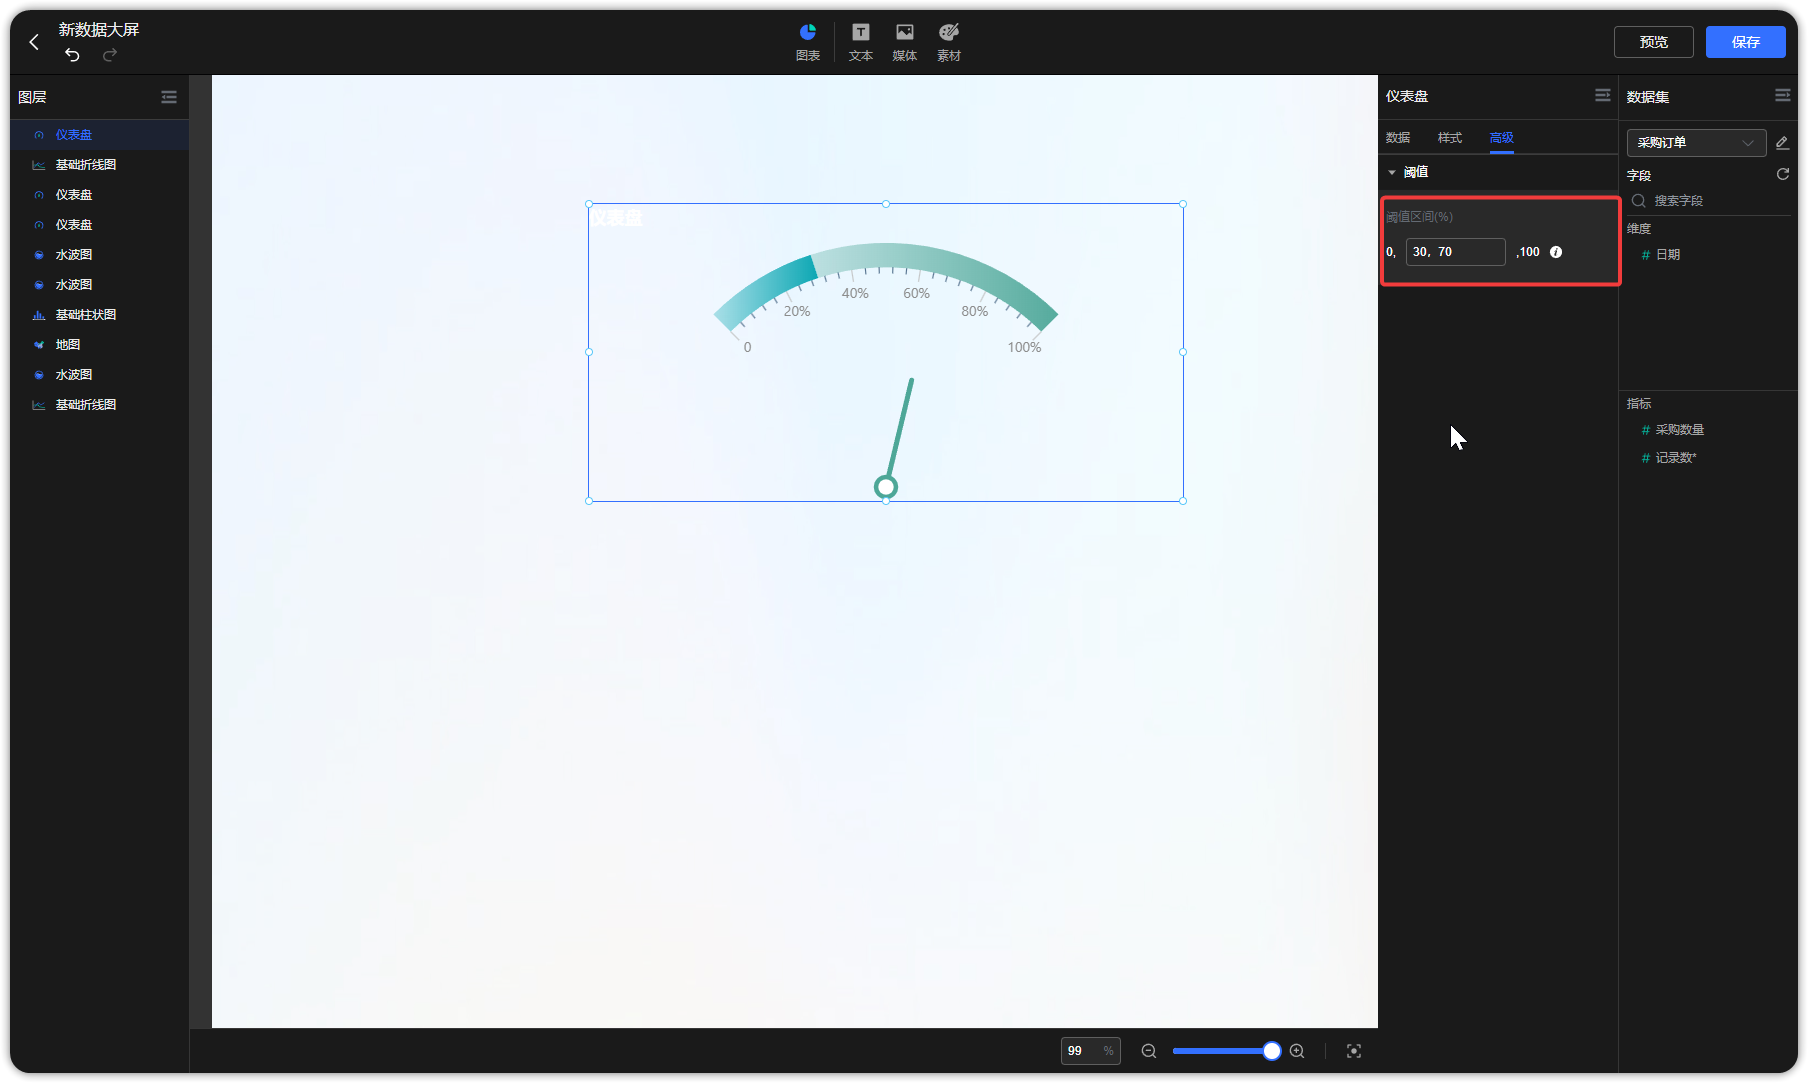 新数据大屏
图表
文本
媒体
素材
预览
保存
图层
仪表盘
基础折线图
仪表盘
仪表盘
水波图
水波图
基础柱状图
地图
水波图
基础折线图
仪表盘
20%
40%
60%
80%
0
100%
99 %
仪表盘
数据 样式 高级
阈值
阈值区间(%)
0, 30，70 ,100
数据集
采购订单
字段
搜索字段
维度
# 日期
指标
# 采购数量
# 记录数*